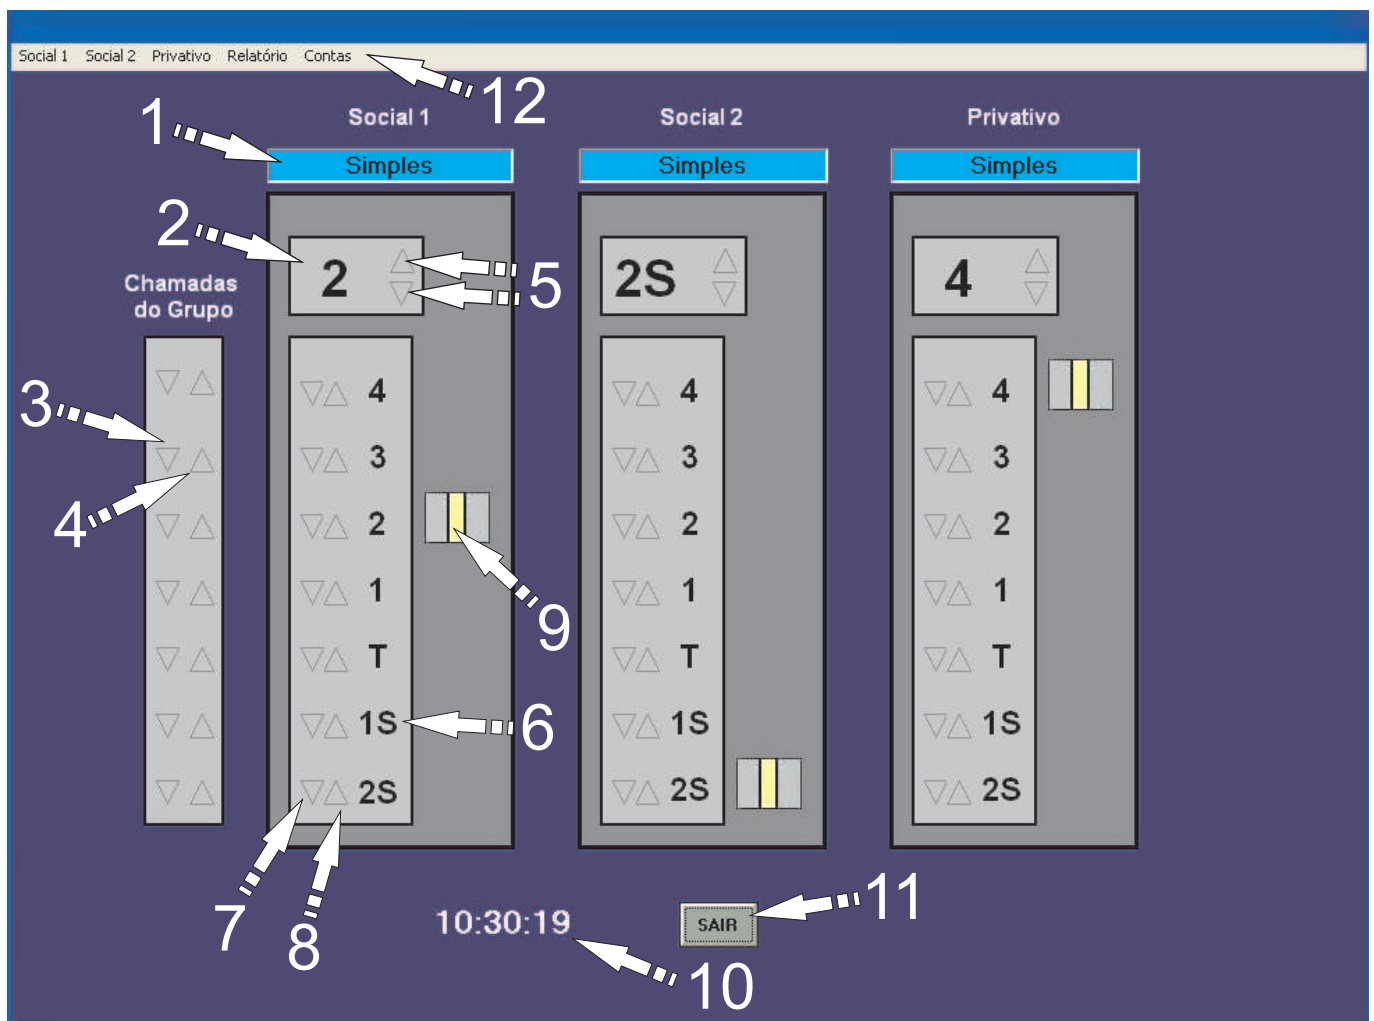 Social 1 Social 2 Privativo Relatório Contas
12
1
Social 1 Social 2 Privativo
Simples Simples Simples
2
2 2S 4
5
Chamadas
do Grupo
3
4
4 4 4
3 3 3
2 2 2
1 1 1
9
T T T
1S 1S 1S
6
2S 2S 2S
7
8
10:30:19
SAIR
11
10